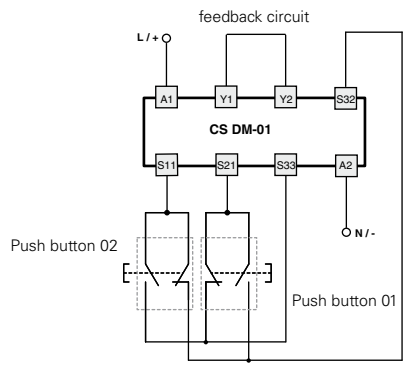 feedback circuit
L / +
A1 Y1 Y2 S32
CS DM-01
S11 S21 S33 A2
N / -
Push button 02
Push button 01